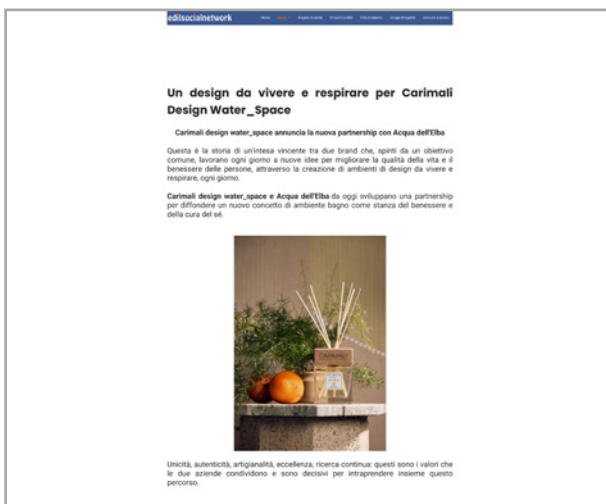 edilsocialnetwork
Home
Un design da vivere e respirare per Carimali
Design Water_Space
Carimali design water_space annuncia la nuova partnership con Acqua dell'Elba
Questa è la storia di un'intesa vincente tra due brand che, spinti da un obiettivo
comune, lavorano ogni giorno a nuove idee per migliorare la qualità della vita e il
benessere delle persone, attraverso la creazione di ambienti di design da vivere e
respirare, ogni giorno.
Carimali design water_space e Acqua dell'Elba da oggi sviluppano una partnership
per diffondere un nuovo concetto di ambiente bagno come stanza del benessere e
della cura del sé.
CARIMALI
Unicità, autenticità, artigianalità, eccellenza, ricerca continua: questi sono i valori che
le due aziende condividono e sono decisivi per intraprendere insieme questo
percorso.